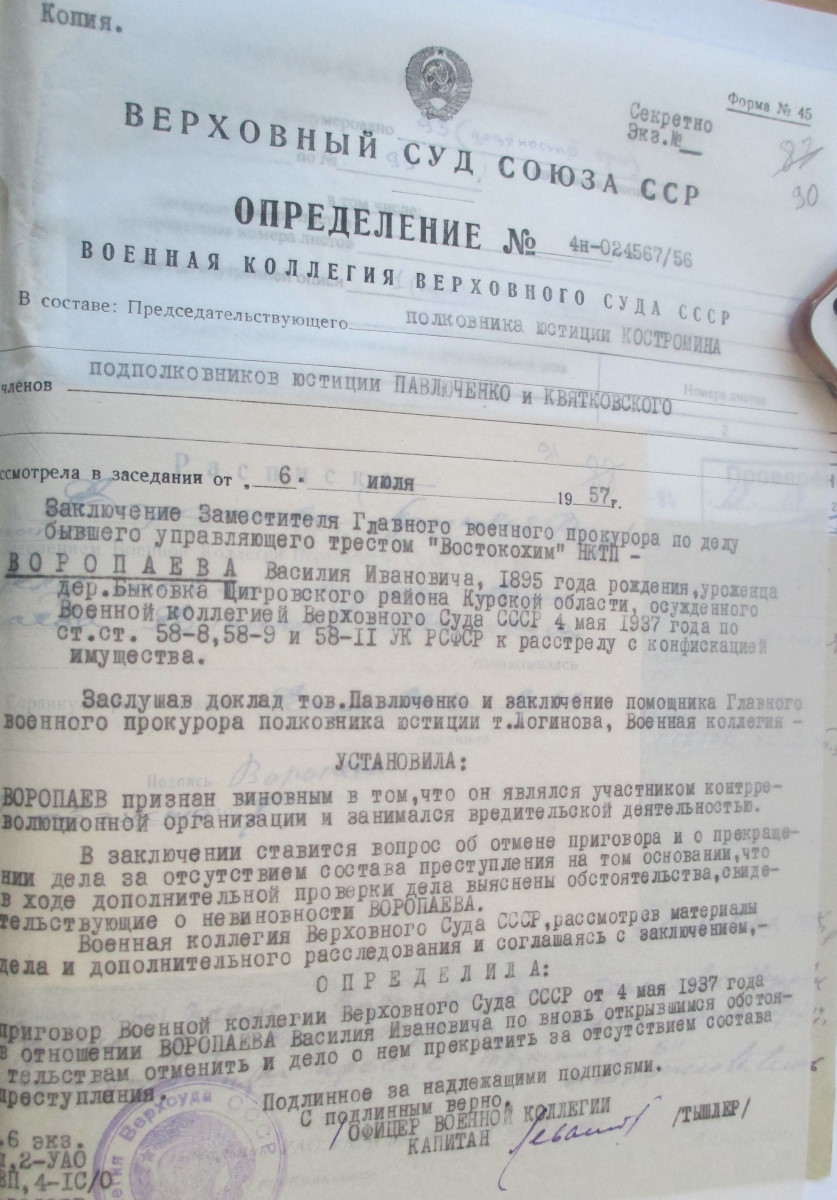 Копия.
Форма № 45
Секретно
Экз.№
87
90
ВЕРХОВНЫЙ СУД СОЮЗА ССР
ОПРЕДЕЛЕНИЕ № 4н-024567/56
ВОЕННАЯ КОЛЛЕГИЯ ВЕРХОВНОГО СУДА СССР
В составе: Председательствующего полковника юстиции КОСТРОМИНА
членов подполковников юстиции ПАВЛЮЧЕНКО и КВЯТКОВСКОГО
ссмотрела в заседании от „ 6 " июля 1957г.
Заключение Заместителя Главного военного прокурора по делу
бывшего управляющего трестом "Востокохим" НКТП -
ВОРОПАЕВА Василия Ивановича, 1895 года рождения, уроженца
дер.Быковка Щигровского района Курской области, осужденного
Военной коллегией Верховного Суда СССР 4 мая 1937 года по
ст.ст. 58-8,58-9 и 58-II УК РСФСР к расстрелу с конфискацией
имущества.
Заслушав доклад тов.Павлюченко и заключение помощника Главного
военного прокурора полковника юстиции т.Логинова, Военная коллегия -
УСТАНОВИЛА:
ВОРОПАЕВ признан виновным в том,что он являлся участником контрре-
волюционной организации и занимался вредительской деятельностью.
В заключении ставится вопрос об отмене приговора и о прекраще-
нии дела за отсутствием состава преступления на том основании,что
в ходе дополнительной проверки дела выяснены обстоятельства,свиде-
тельствующие о невиновности ВОРОПАЕВА.
Военная коллегия Верховного Суда СССР,рассмотрев материалы
дела и дополнительного расследования и соглашаясь с заключением,-
ОПРЕДЕЛИЛА:
приговор Военной коллегии Верховного Суда СССР от 4 мая 1937 года
в отношении ВОРОПАЕВА Василия Ивановича по вновь открывшимся обстоя-
тельствам отменить и дело о нем прекратить за отсутствием состава
преступления.
Подлинное за надлежащими подписями.
С подлинным верно.
ОФИЦЕР ВОЕННОЙ КОЛЛЕГИИ
КАПИТАН /ТЫШЛЕР/
.6 экз.
,2-УАО
ВП,4-IС/О
Верхсуда СССР